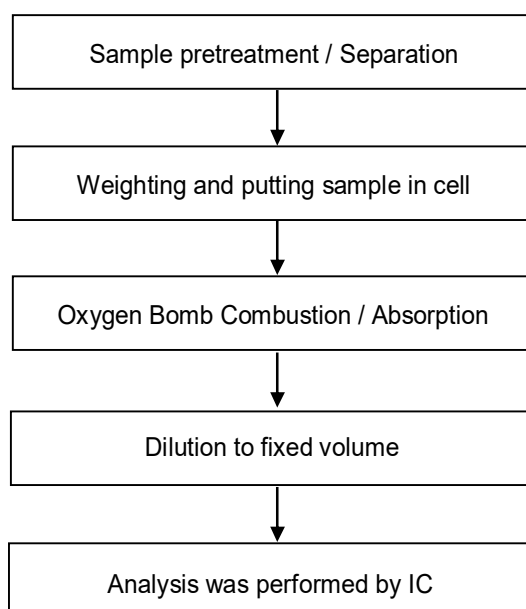 Sample pretreatment / Separation
Weighting and putting sample in cell
Oxygen Bomb Combustion / Absorption
Dilution to fixed volume
Analysis was performed by IC